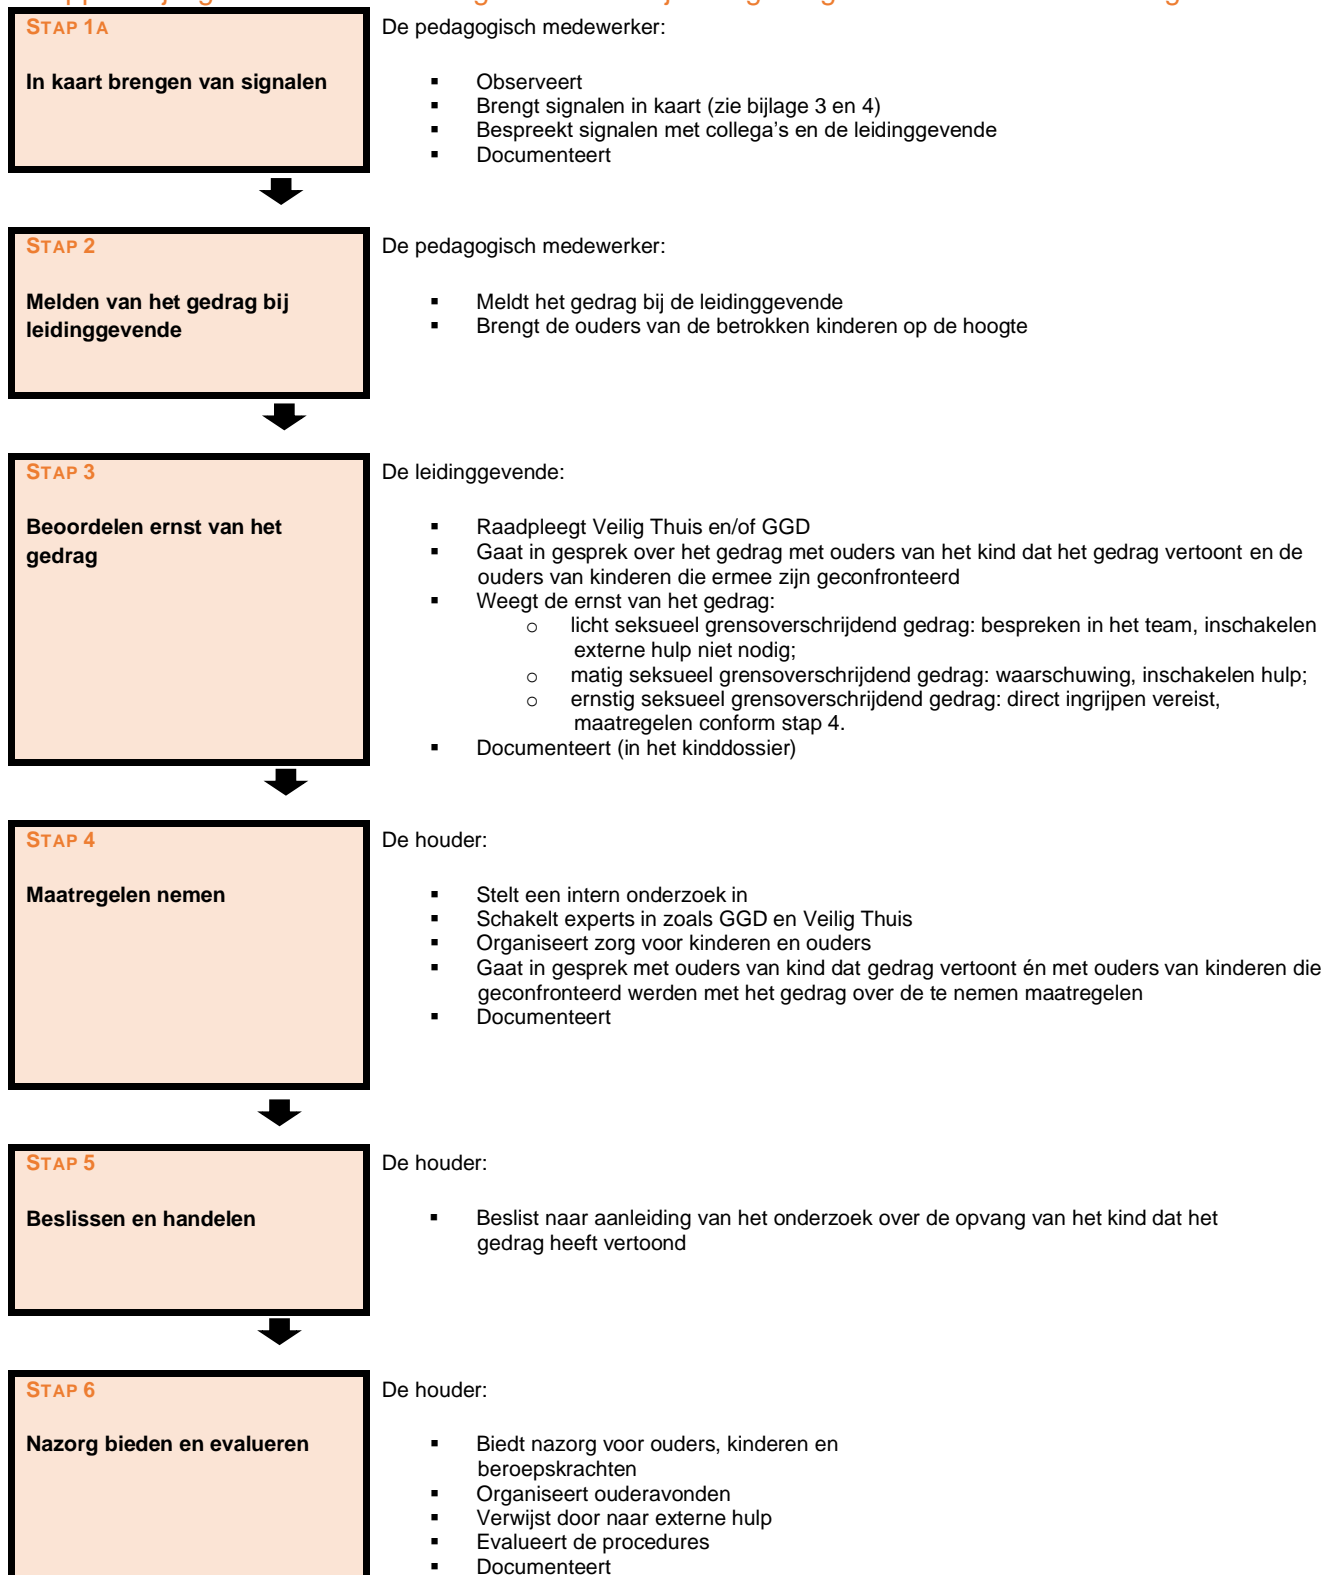 STAP 1A
In kaart brengen van signalen
De pedagogisch medewerker:
▪ Observeert
▪ Brengt signalen in kaart (zie bijlage 3 en 4)
▪ Bespreekt signalen met collega’s en de leidinggevende
▪ Documenteert
STAP 2
Melden van het gedrag bij
leidinggevende
De pedagogisch medewerker:
▪ Meldt het gedrag bij de leidinggevende
▪ Brengt de ouders van de betrokken kinderen op de hoogte
STAP 3
Beoordelen ernst van het
gedrag
De leidinggevende:
▪ Raadpleegt Veilig Thuis en/of GGD
▪ Gaat in gesprek over het gedrag met ouders van het kind dat het gedrag vertoont en de
ouders van kinderen die ermee zijn geconfronteerd
▪ Weegt de ernst van het gedrag:
o licht seksueel grensoverschrijdend gedrag: bespreken in het team, inschakelen
externe hulp niet nodig;
o matig seksueel grensoverschrijdend gedrag: waarschuwing, inschakelen hulp;
o ernstig seksueel grensoverschrijdend gedrag: direct ingrijpen vereist,
maatregelen conform stap 4.
▪ Documenteert (in het kinddossier)
STAP 4
Maatregelen nemen
De houder:
▪ Stelt een intern onderzoek in
▪ Schakelt experts in zoals GGD en Veilig Thuis
▪ Organiseert zorg voor kinderen en ouders
▪ Gaat in gesprek met ouders van kind dat gedrag vertoont én met ouders van kinderen die
geconfronteerd werden met het gedrag over de te nemen maatregelen
▪ Documenteert
STAP 5
Beslissen en handelen
De houder:
▪ Beslist naar aanleiding van het onderzoek over de opvang van het kind dat het
gedrag heeft vertoond
STAP 6
Nazorg bieden en evalueren
De houder:
▪ Biedt nazorg voor ouders, kinderen en
beroepskrachten
▪ Organiseert ouderavonden
▪ Verwijst door naar externe hulp
▪ Evalueert de procedures
▪ Documenteert